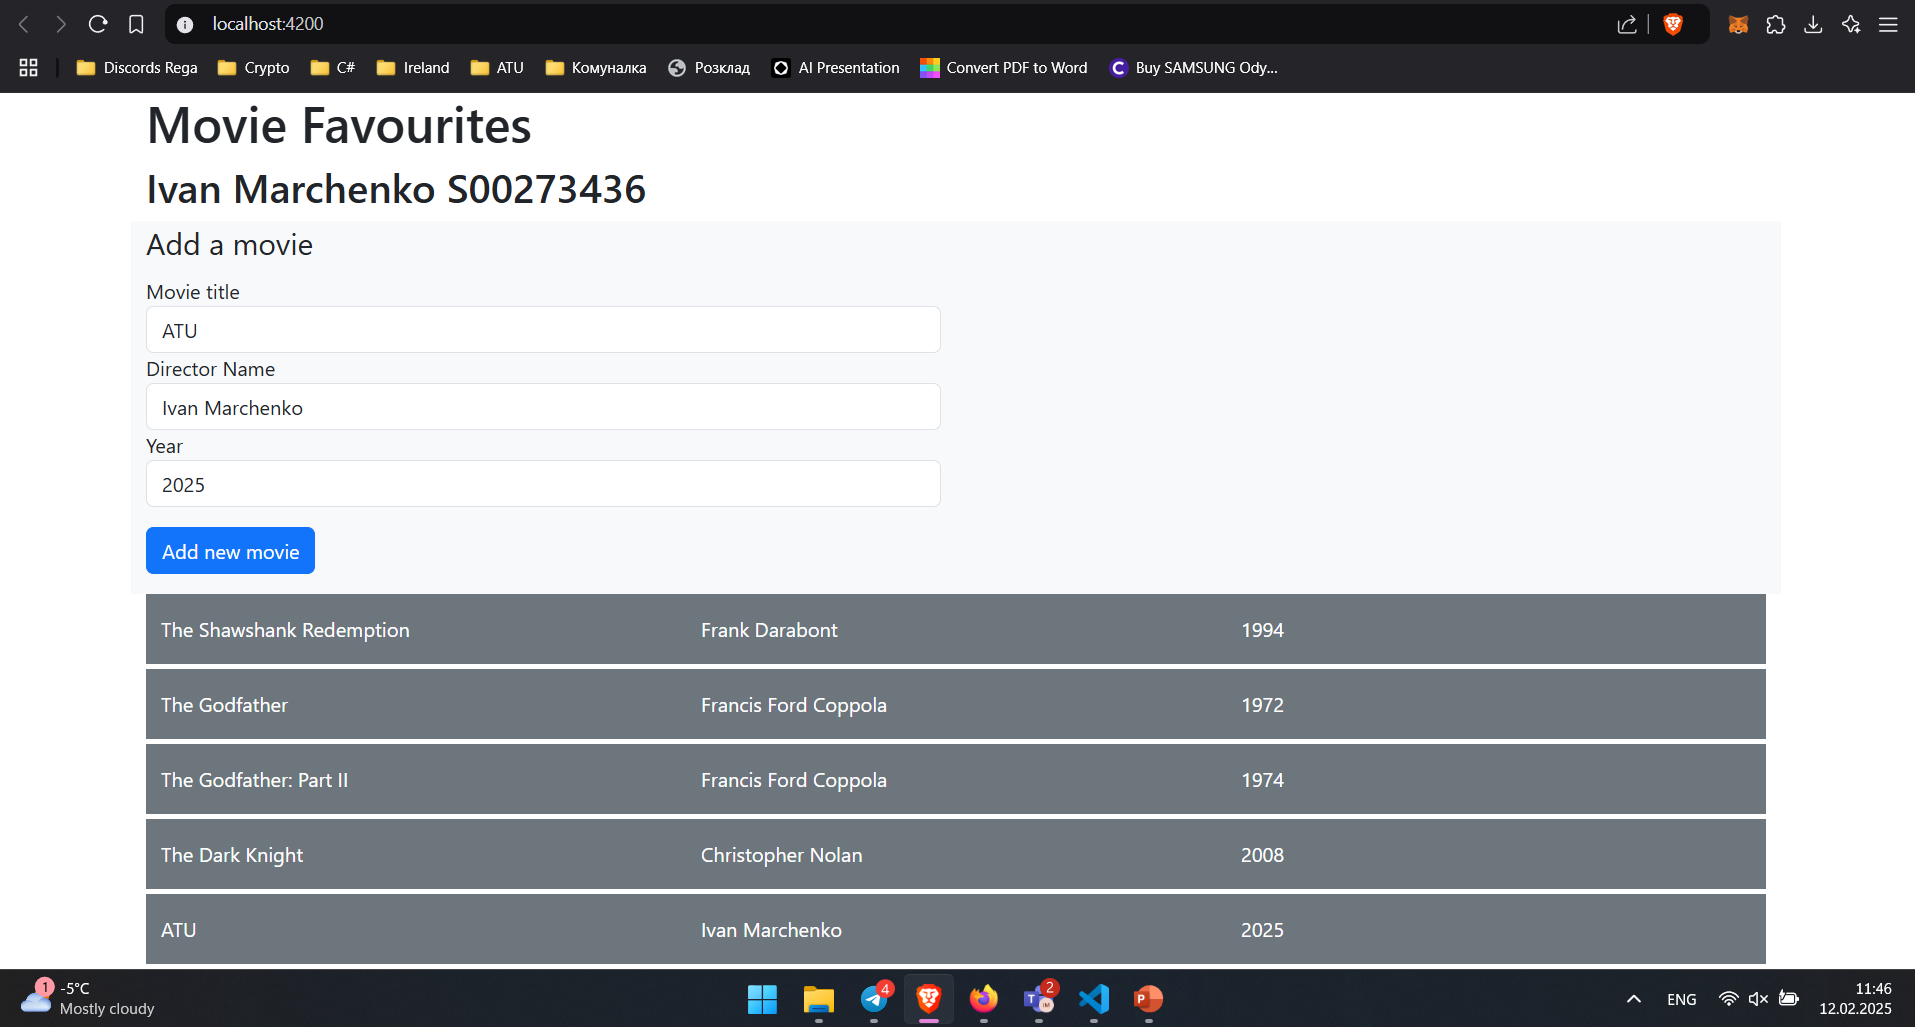 localhost:4200
Discords Rega Crypto C# Ireland ATU Комуналка Розклад AI Presentation Convert PDF to Word Buy SAMSUNG Ody...
Movie Favourites
Ivan Marchenko S00273436
Add a movie
Movie title
ATU
Director Name
Ivan Marchenko
Year
2025
Add new movie
The Shawshank Redemption Frank Darabont 1994
The Godfather Francis Ford Coppola 1972
The Godfather: Part II Francis Ford Coppola 1974
The Dark Knight Christopher Nolan 2008
ATU Ivan Marchenko 2025
1 -5°C
Mostly cloudy
4
2
ENG
11:46
12.02.2025